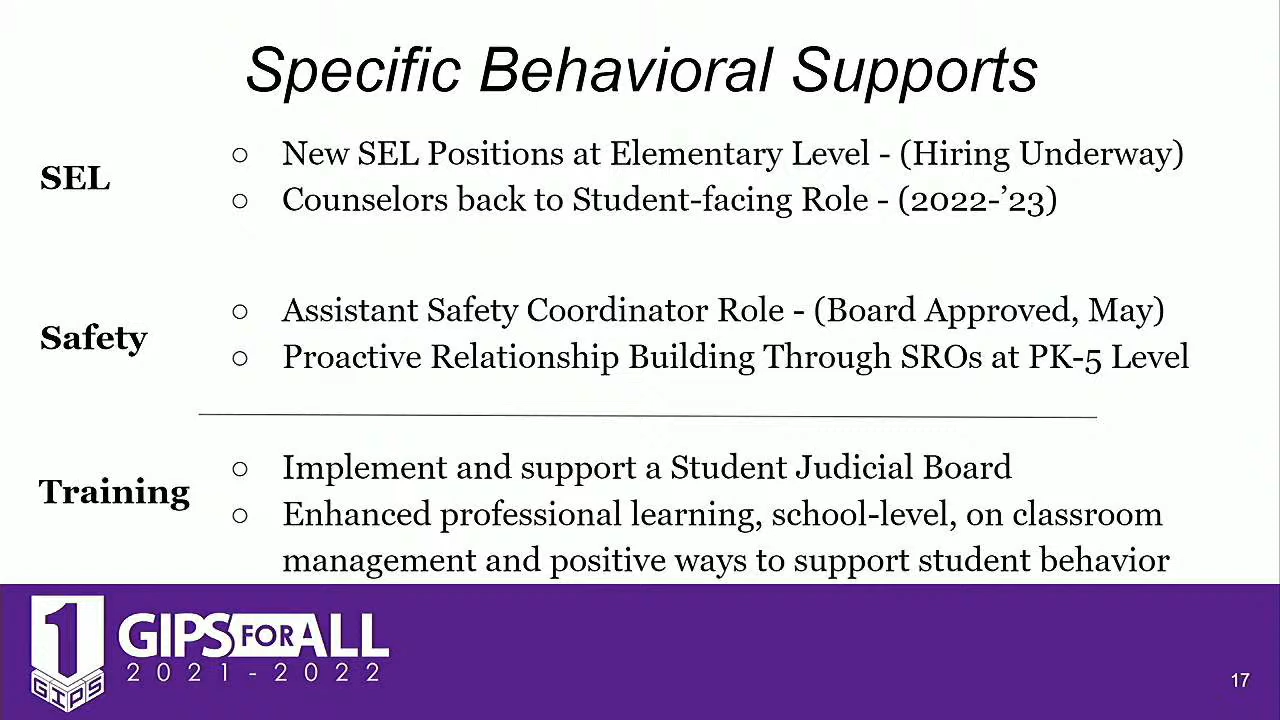 Specific Behavioral Supports
SEL
○ New SEL Positions at Elementary Level - (Hiring Underway)
○ Counselors back to Student-facing Role - (2022-’23)
Safety
○ Assistant Safety Coordinator Role - (Board Approved, May)
○ Proactive Relationship Building Through SROs at PK-5 Level
Training
○ Implement and support a Student Judicial Board
○ Enhanced professional learning, school-level, on classroom
management and positive ways to support student behavior
1
GIPS
GIPS FOR ALL
2021-2022
17